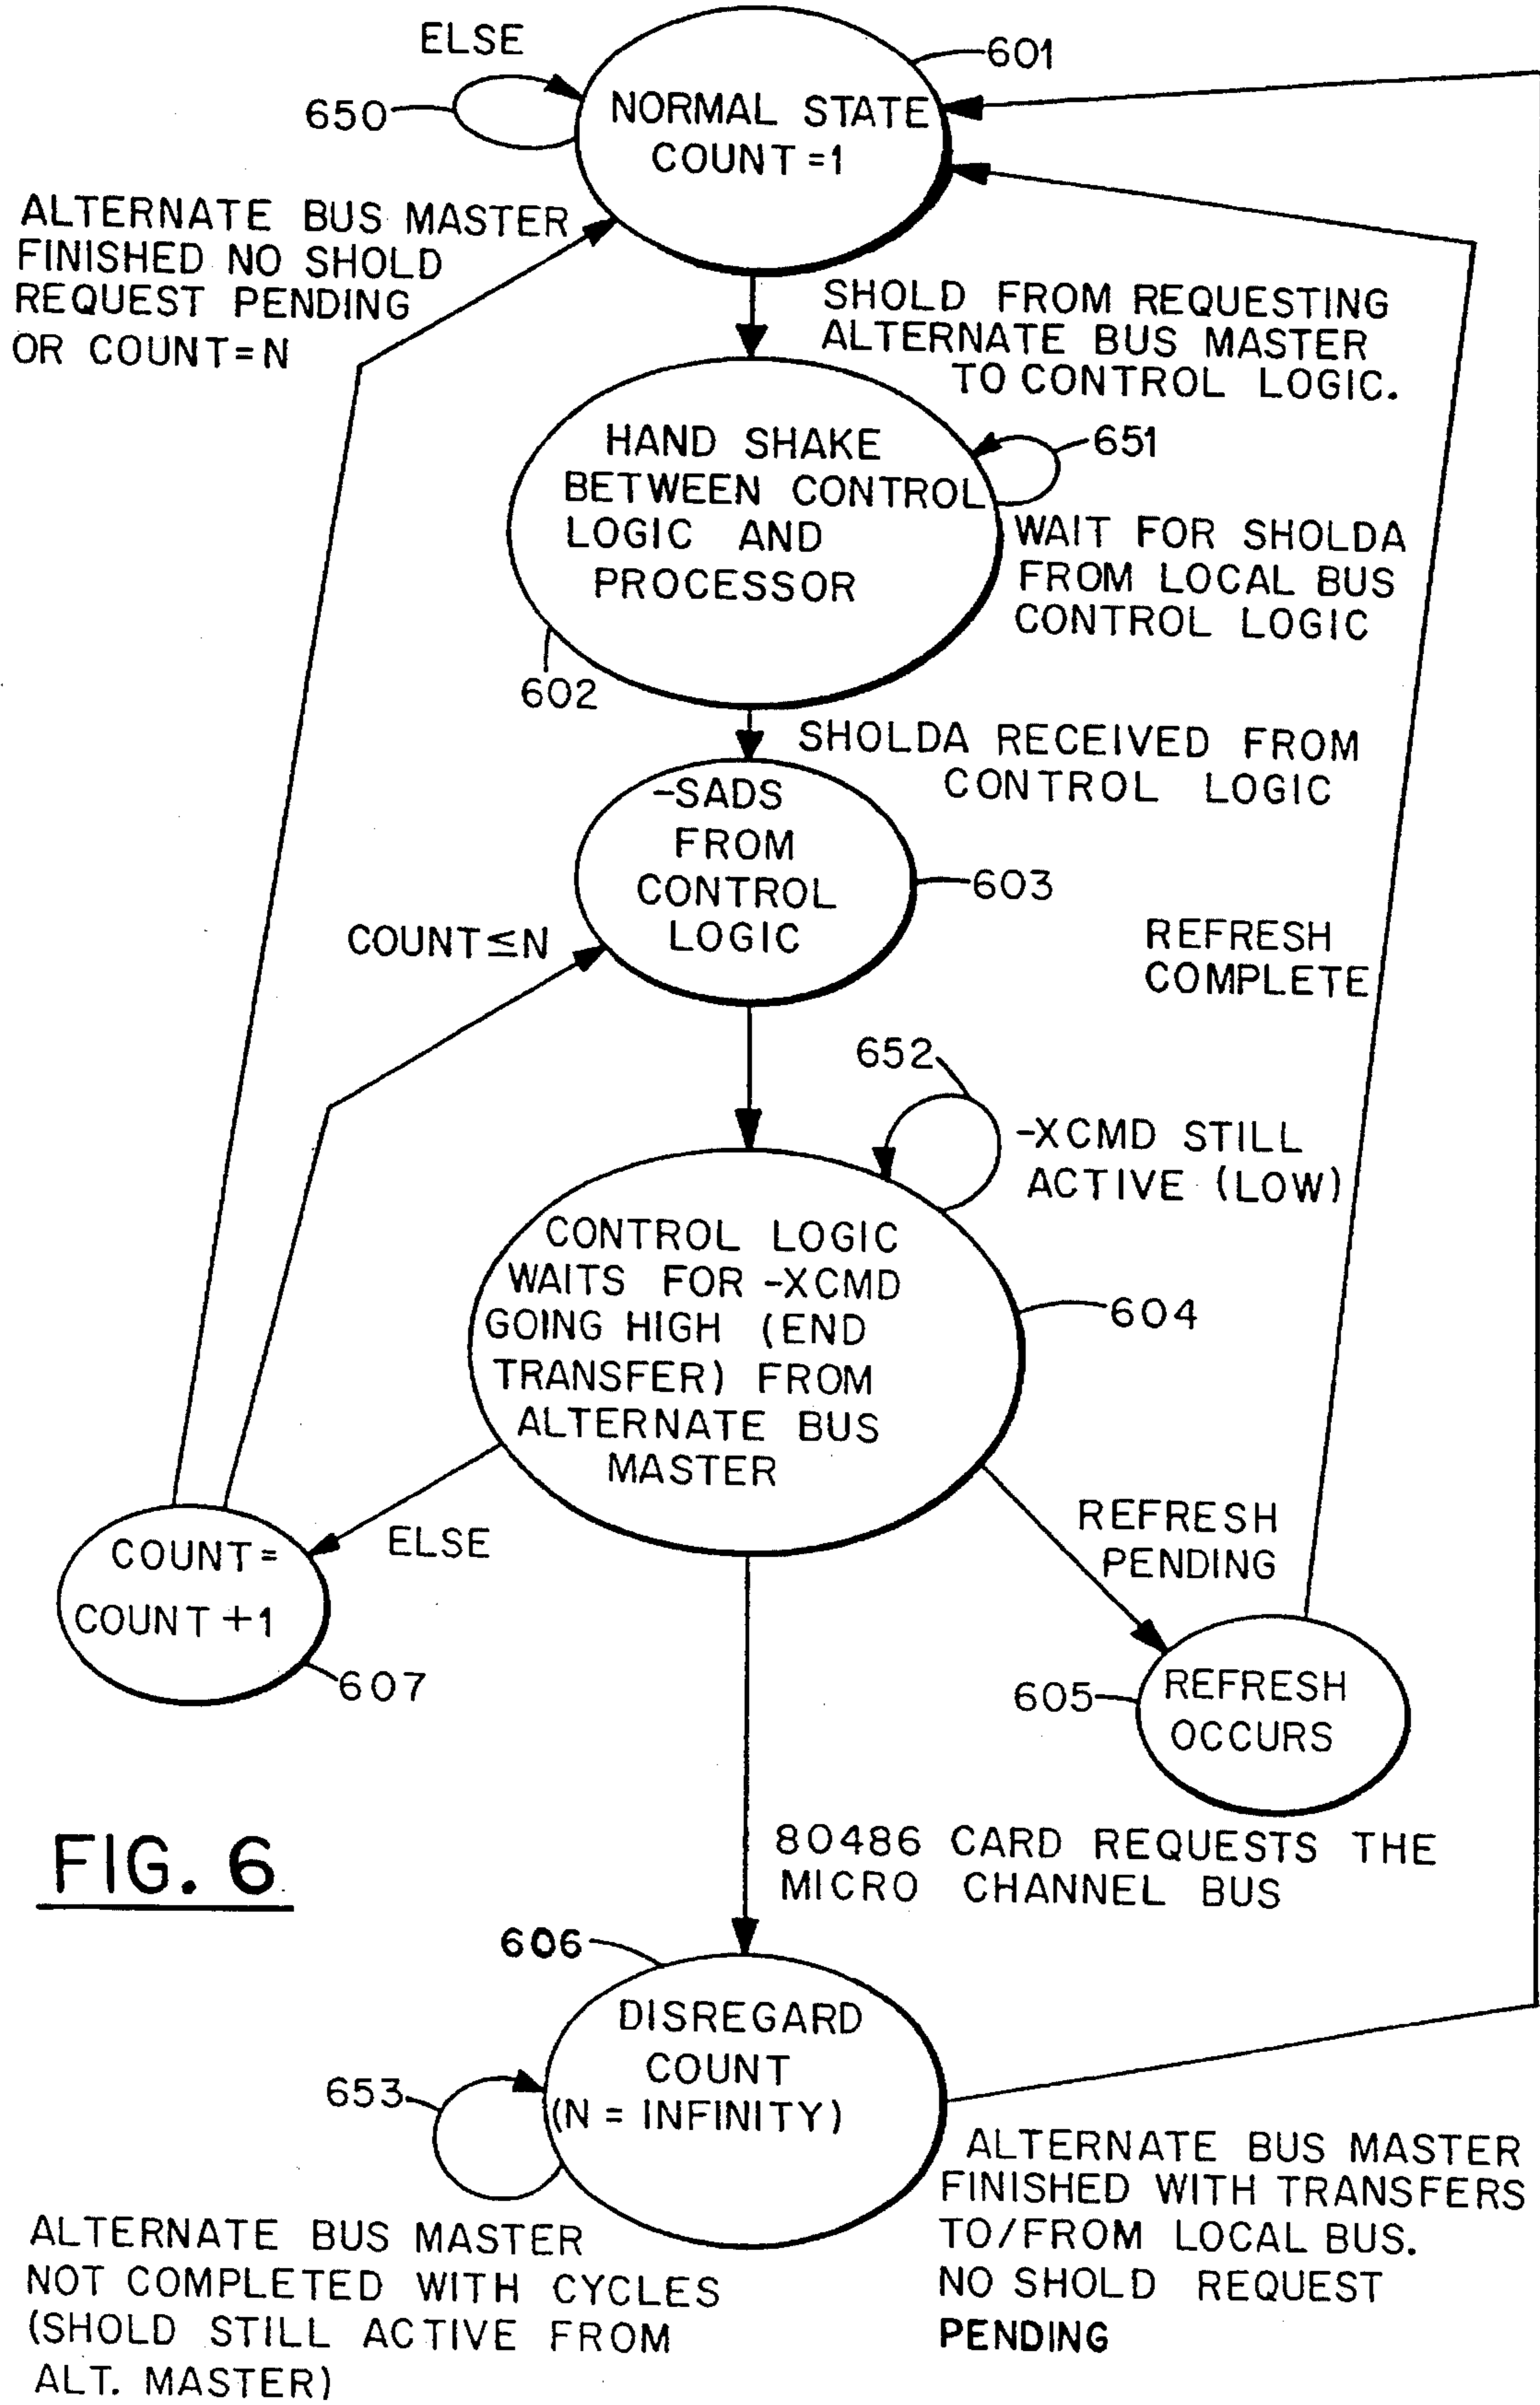 ELSE
601
650
NORMAL STATE
COUNT=1
ALTERNATE BUS MASTER
FINISHED NO SHOLD
REQUEST PENDING
OR COUNT=N
SHOLD FROM REQUESTING
ALTERNATE BUS MASTER
TO CONTROL LOGIC.
HAND SHAKE
BETWEEN CONTROL
LOGIC AND
PROCESSOR
651
WAIT FOR SHOLDA
FROM LOCAL BUS
CONTROL LOGIC
602
SHOLDA RECEIVED FROM
CONTROL LOGIC
-SADS
FROM
CONTROL
LOGIC
603
COUNT≤N
REFRESH
COMPLETE
652
-XCMD STILL
ACTIVE (LOW)
CONTROL LOGIC
WAITS FOR -XCMD
GOING HIGH (END
TRANSFER) FROM
ALTERNATE BUS
MASTER
604
ELSE
REFRESH
PENDING
COUNT=
COUNT+1
607
605
REFRESH
OCCURS
FIG. 6
80486 CARD REQUESTS THE
MICRO CHANNEL BUS
606
DISREGARD
COUNT
(N = INFINITY)
653
ALTERNATE BUS MASTER
NOT COMPLETED WITH CYCLES
(SHOLD STILL ACTIVE FROM
ALT. MASTER)
ALTERNATE BUS MASTER
FINISHED WITH TRANSFERS
TO/FROM LOCAL BUS.
NO SHOLD REQUEST
PENDING